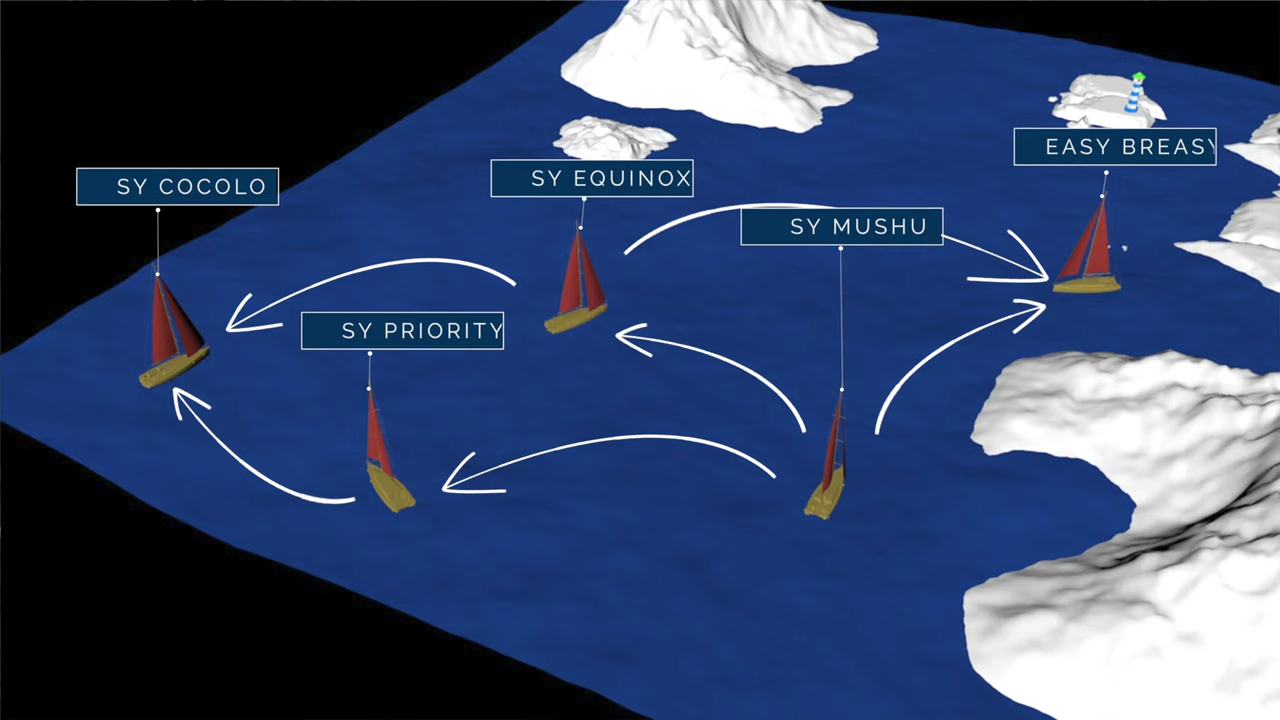 EASY BREASY
SY EQUINOX
SY COCOLO
SY MUSHU
SY PRIORITY